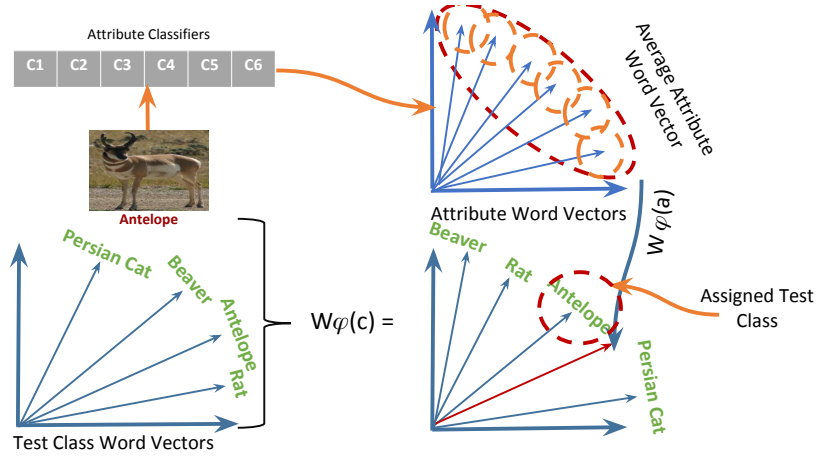 Attribute Classifiers
C1 C2 C3 C4 C5 C6
Average Attribute
Word Vector
Antelope
Attribute Word Vectors
W φ(a)
Persian Cat
Beaver
Antelope
Rat
Test Class Word Vectors
Wφ(c) =
Beaver
Rat
Antelope
Persian Cat
Assigned Test
Class